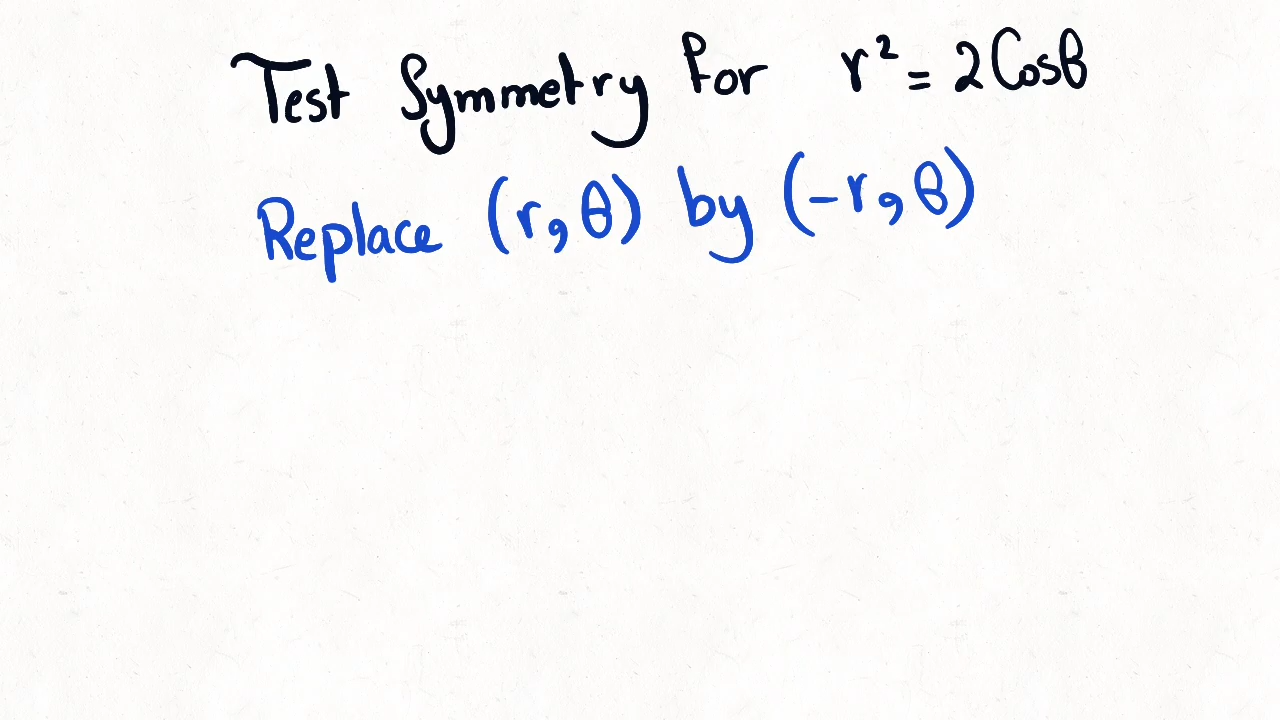 Test Symmetry for r² = 2Cosθ
Replace (r, θ) by (-r, θ)